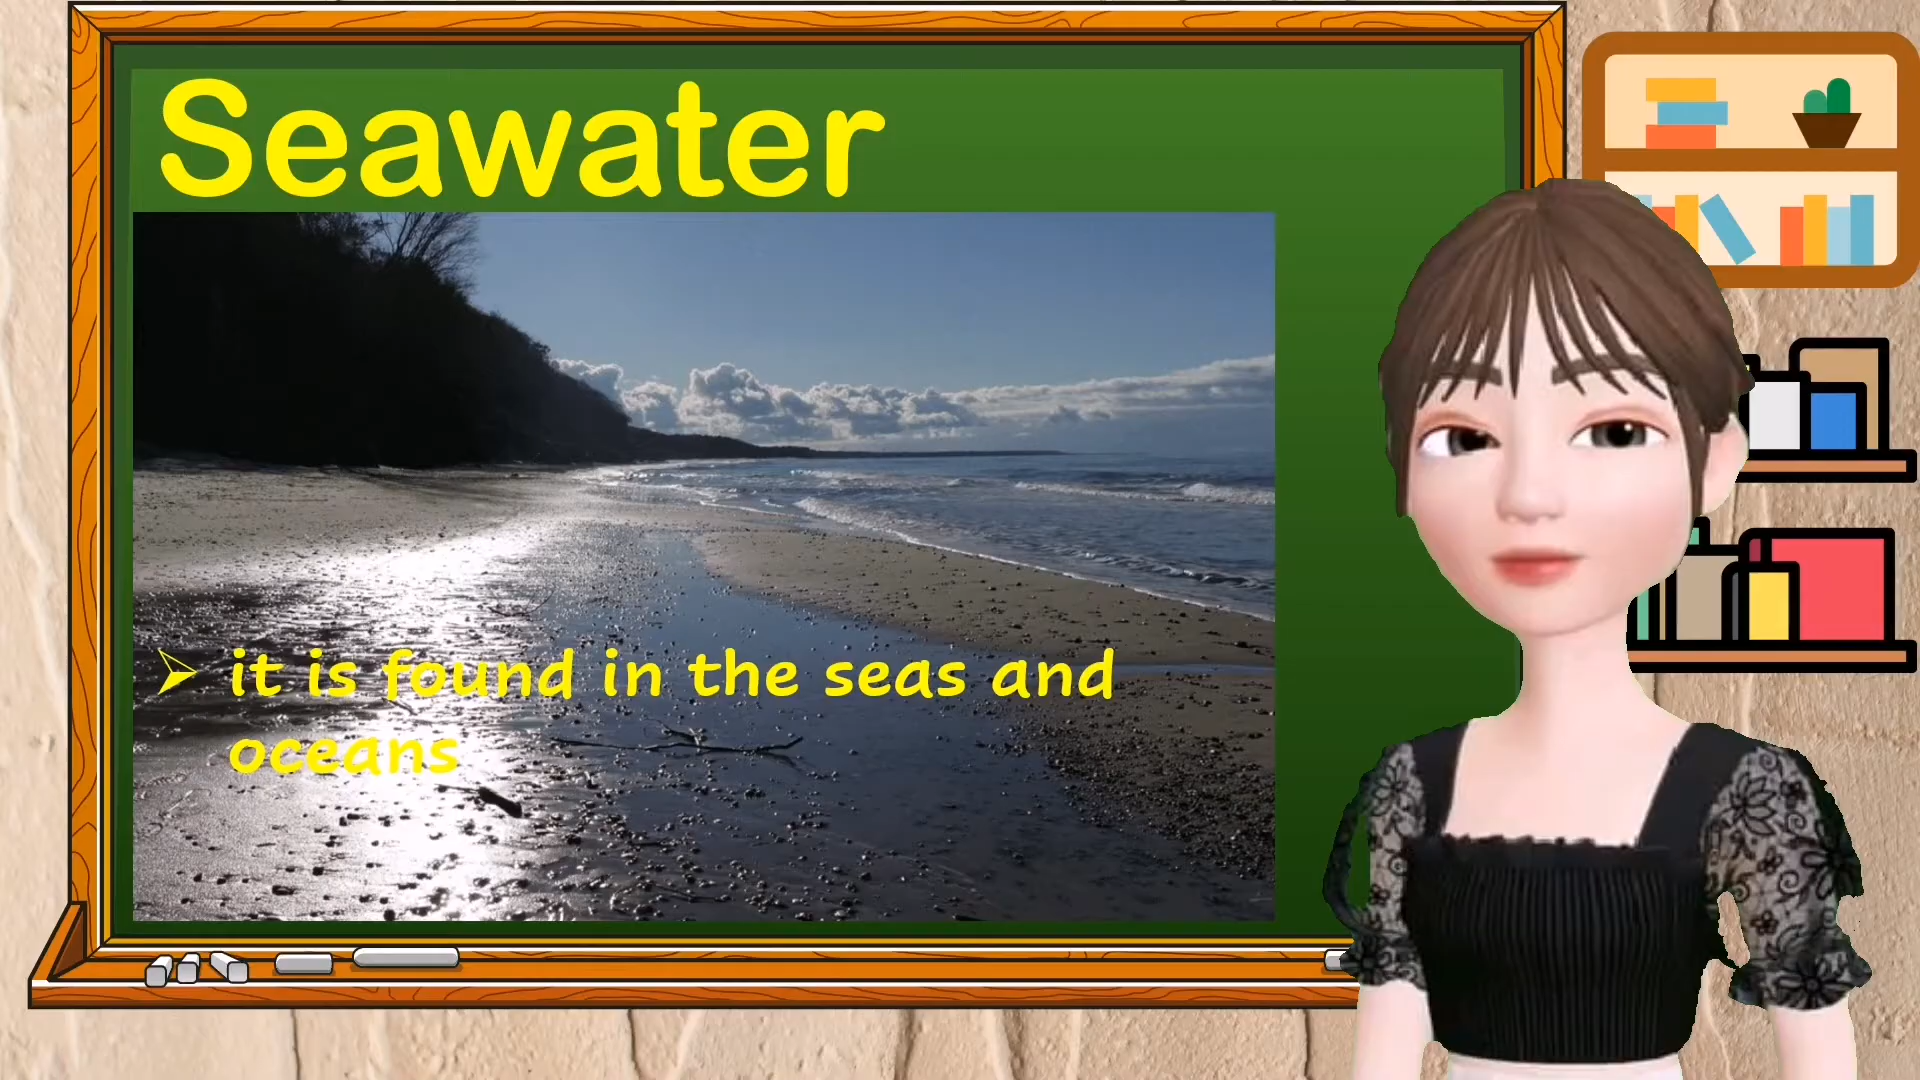 Seawater
➢ it is found in the seas and
oceans